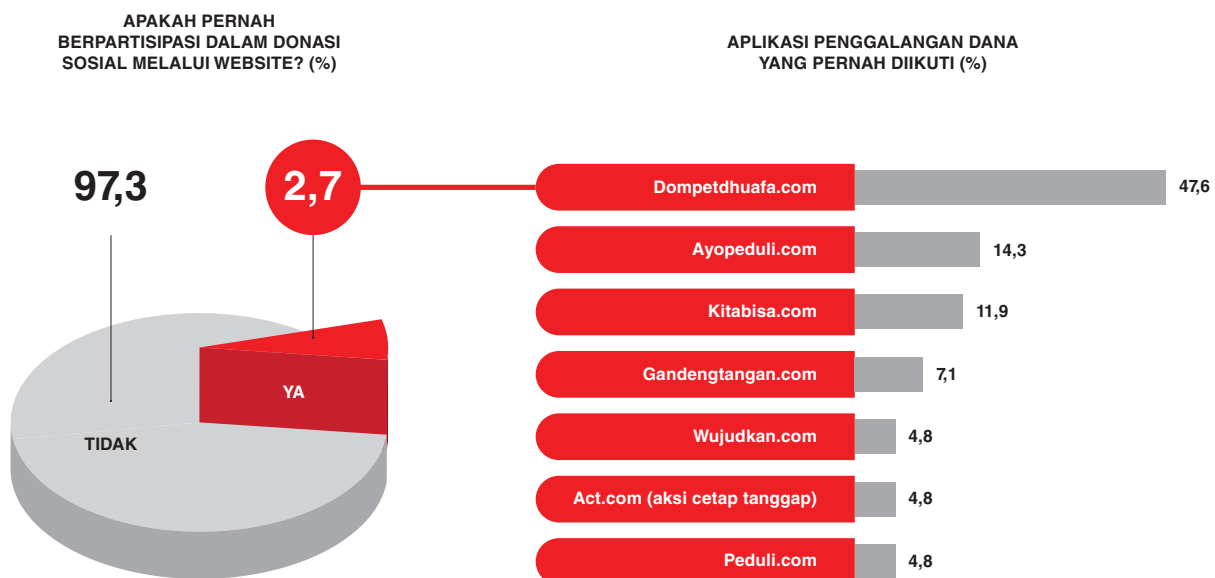 APAKAH PERNAH
BERPARTISIPASI DALAM DONASI
SOSIAL MELALUI WEBSITE? (%)
97,3
2,7
YA
TIDAK
APLIKASI PENGGALANGAN DANA
YANG PERNAH DIIKUTI (%)
Dompetdhuafa.com 47,6
Ayopeduli.com 14,3
Kitabisa.com 11,9
Gandengtangan.com 7,1
Wujudkan.com 4,8
Act.com (aksi cetap tanggap) 4,8
Peduli.com 4,8